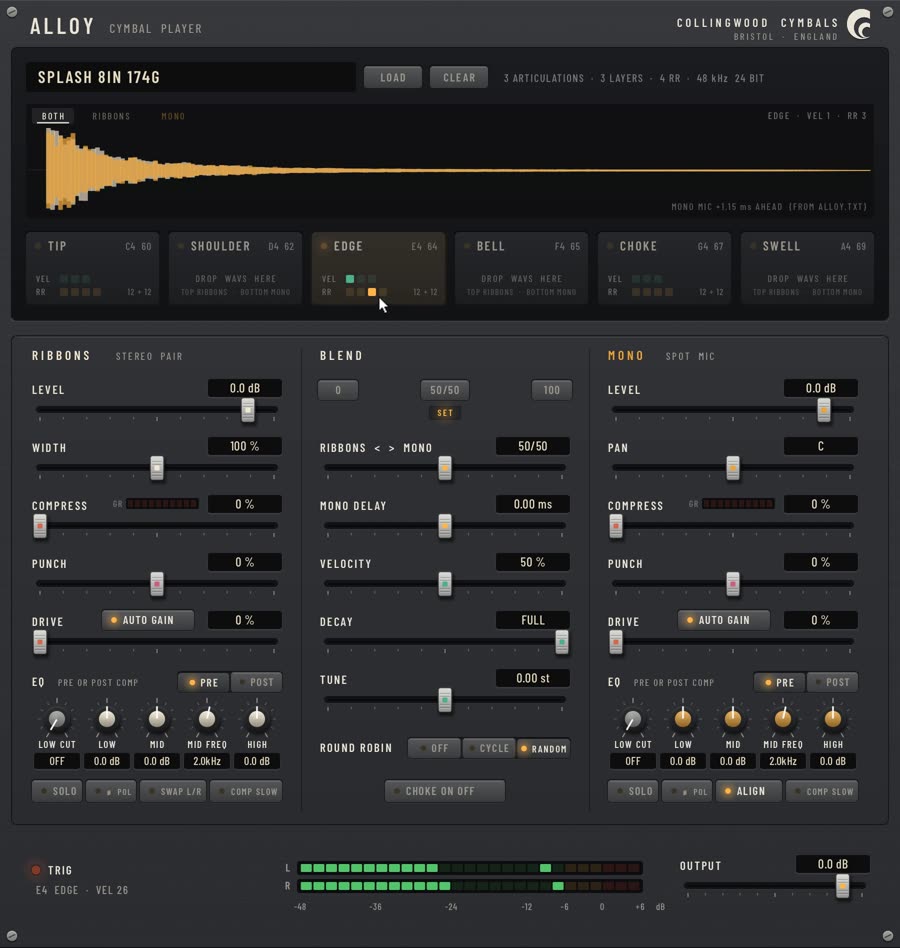 ALLOY CYMBAL PLAYER
COLLINGWOOD CYMBALS
BRISTOL · ENGLAND
SPLASH 8IN 174G LOAD CLEAR 3 ARTICULATIONS · 3 LAYERS · 4 RR · 48 kHz 24 BIT
BOTH RIBBONS MONO EDGE · VEL 1 · RR 3
MONO MIC +1.15 ms AHEAD (FROM ALLOY.TXT)
TIP C4 60 SHOULDER D4 62 EDGE E4 64 BELL F4 65 CHOKE G4 67 SWELL A4 69
VEL DROP WAVS HERE VEL DROP WAVS HERE VEL DROP WAVS HERE
RR 12 + 12 TOP RIBBONS · BOTTOM MONO RR 12 + 12 TOP RIBBONS · BOTTOM MONO RR 12 + 12 TOP RIBBONS · BOTTOM MONO
RIBBONS STEREO PAIR
LEVEL 0.0 dB
WIDTH 100 %
COMPRESS GR 0 %
PUNCH 0 %
DRIVE AUTO GAIN 0 %
EQ PRE OR POST COMP PRE POST
LOW CUT LOW MID MID FREQ HIGH
OFF 0.0 dB 0.0 dB 2.0kHz 0.0 dB
SOLO ø POL SWAP L/R COMP SLOW
BLEND
0 50/50 100
SET
RIBBONS < > MONO 50/50
MONO DELAY 0.00 ms
VELOCITY 50 %
DECAY FULL
TUNE 0.00 st
ROUND ROBIN OFF CYCLE RANDOM
CHOKE ON OFF
MONO SPOT MIC
LEVEL 0.0 dB
PAN C
COMPRESS GR 0 %
PUNCH 0 %
DRIVE AUTO GAIN 0 %
EQ PRE OR POST COMP PRE POST
LOW CUT LOW MID MID FREQ HIGH
OFF 0.0 dB 0.0 dB 2.0kHz 0.0 dB
SOLO ø POL ALIGN COMP SLOW
TRIG
E4 EDGE · VEL 26
L
R
-48 -36 -24 -12 -6 0 +6 dB
OUTPUT 0.0 dB